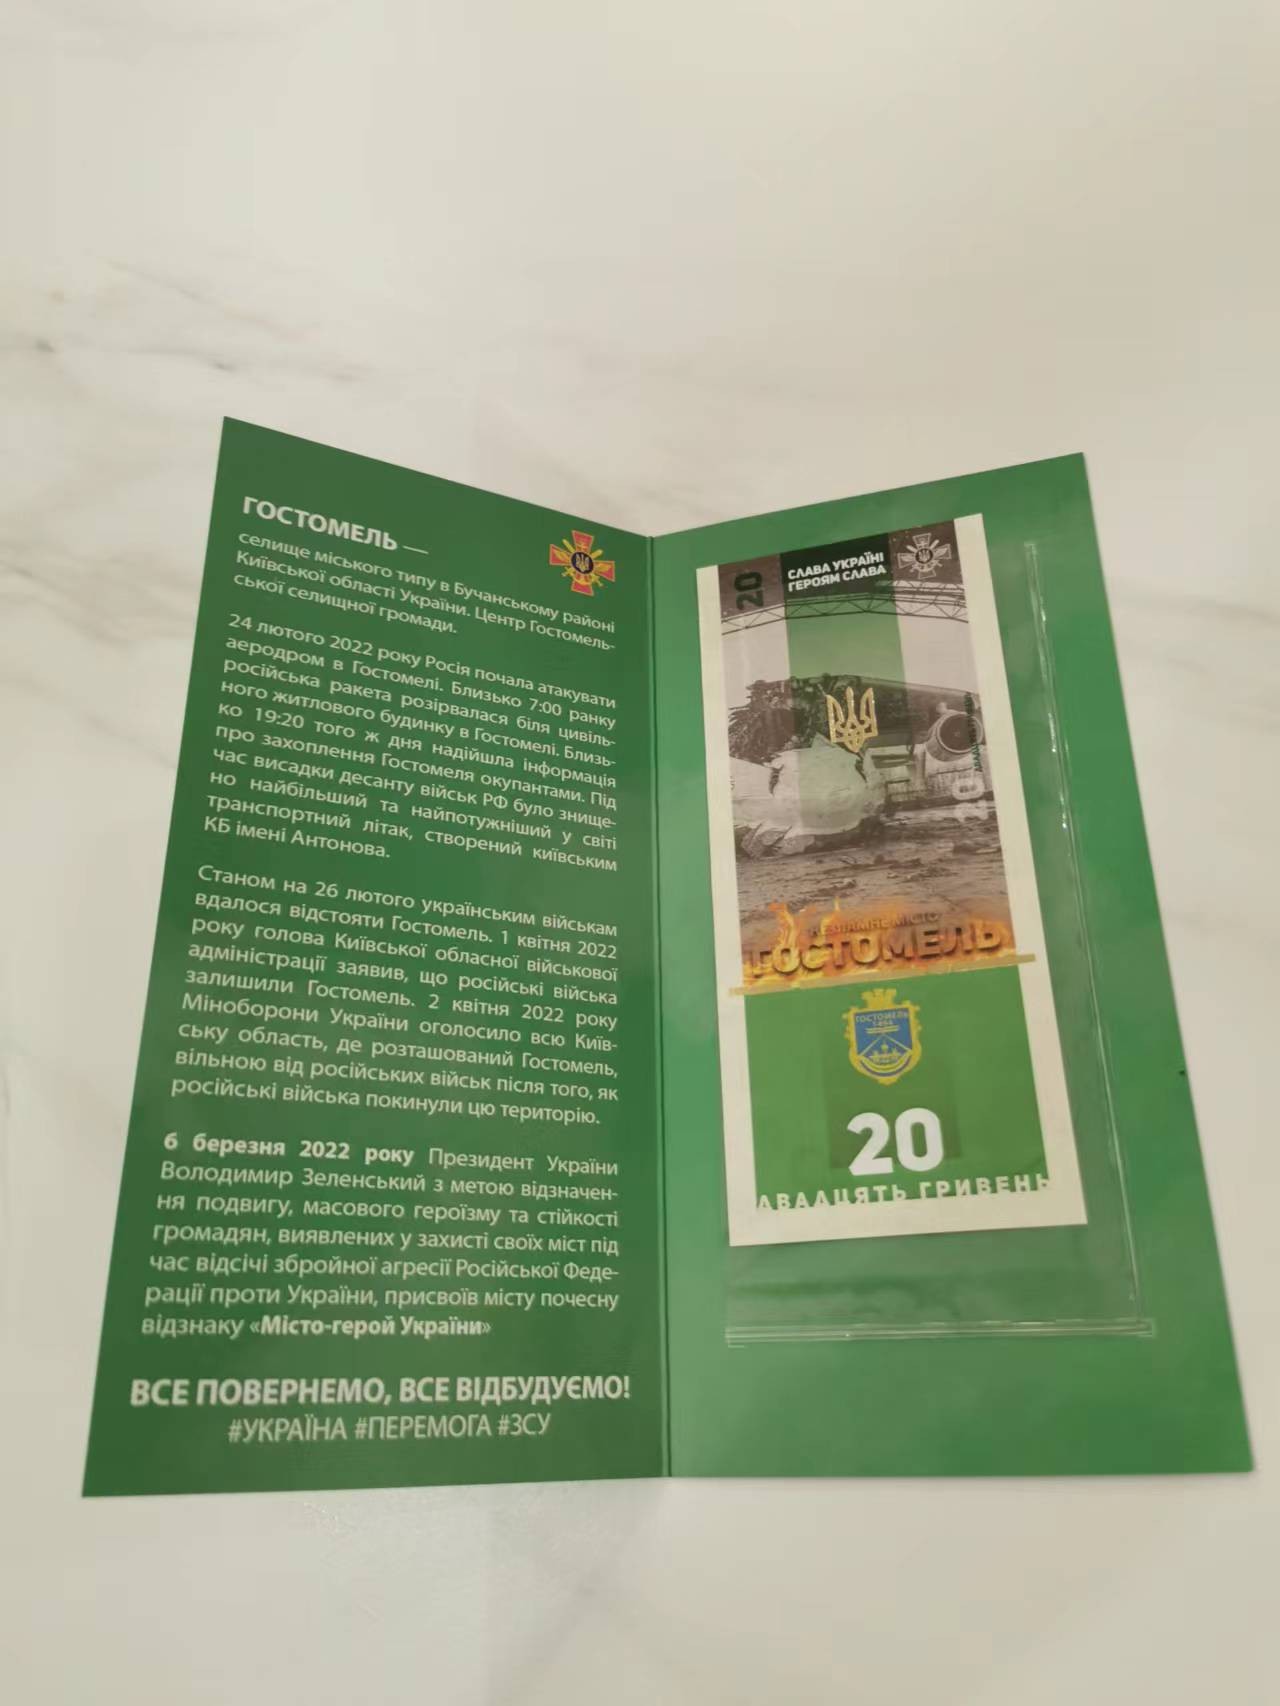 ГОСТОМЕЛЬ —
селище міського типу в Бучанському районі
Київської області України. Центр Гостомель-
ської селищної громади.
24 лютого 2022 року Росія почала атакувати
аеродром в Гостомелі. Близько 7:00 ранку
російська ракета розірвалася біля цивіль-
ного житлового будинку в Гостомелі. Близь-
ко 19:20 того ж дня надійшла інформація
про захоплення Гостомеля окупантами. Під
час висадки десанту військ РФ було знище-
но найбільший та найпотужніший у світі
транспортний літак, створений київським
КБ імені Антонова.
Станом на 26 лютого українським військам
вдалося відстояти Гостомель. 1 квітня 2022
року голова Київської обласної військової
адміністрації заявив, що російські війська
залишили Гостомель. 2 квітня 2022 року
Міноборони України оголосило всю Київ-
ську область, де розташований Гостомель,
вільною від російських військ після того, як
російські війська покинули цю територію.
6 березня 2022 року Президент України
Володимир Зеленський з метою відзначен-
ня подвигу, масового героїзму та стійкості
громадян, виявлених у захисті своїх міст під
час відсічі збройної агресії Російської Феде-
рації проти України, присвоїв місту почесну
відзнаку «Місто-герой України»
ВСЕ ПОВЕРНЕМО, ВСЕ ВІДБУДУЄМО!
#УКРАЇНА #ПЕРЕМОГА #ЗСУ
20
СЛАВА УКРАЇНІ
ГЕРОЯМ СЛАВА
20
НЕЗЛАМНЕ МІСТО
ГОСТОМЕЛЬ
ГОСТОМЕЛЬ
1494
20
ДВАДЦЯТЬ ГРИВЕНЬ